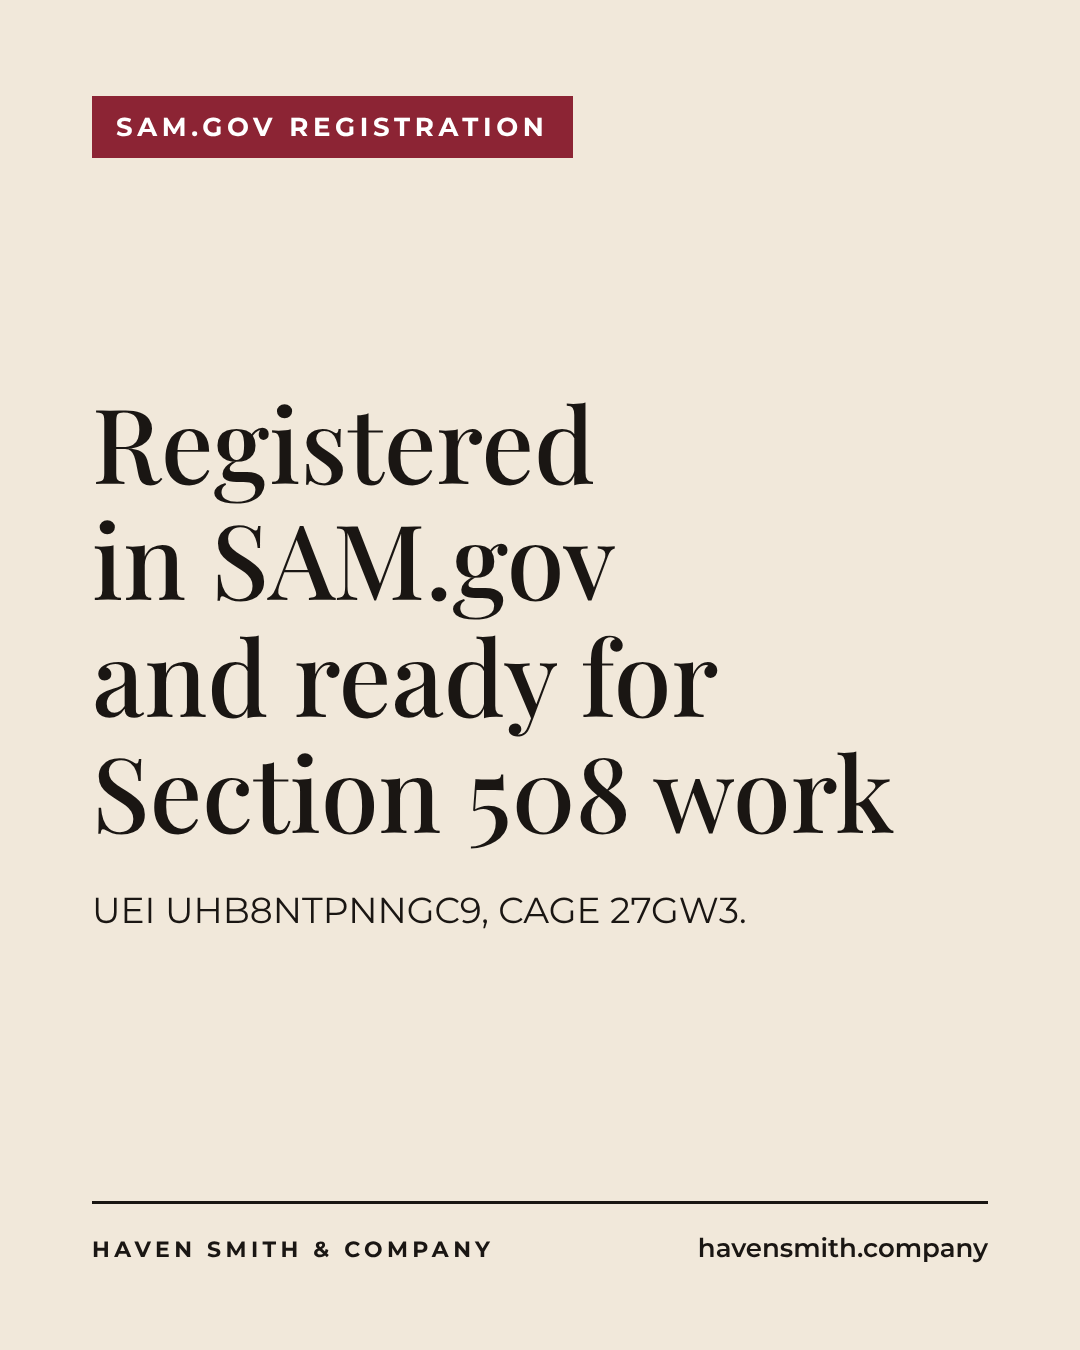 SAM.GOV REGISTRATION
Registered
in SAM.gov
and ready for
Section 508 work
UEI UHB8NTPNNGC9, CAGE 27GW3.
HAVEN SMITH & COMPANY
havensmith.company